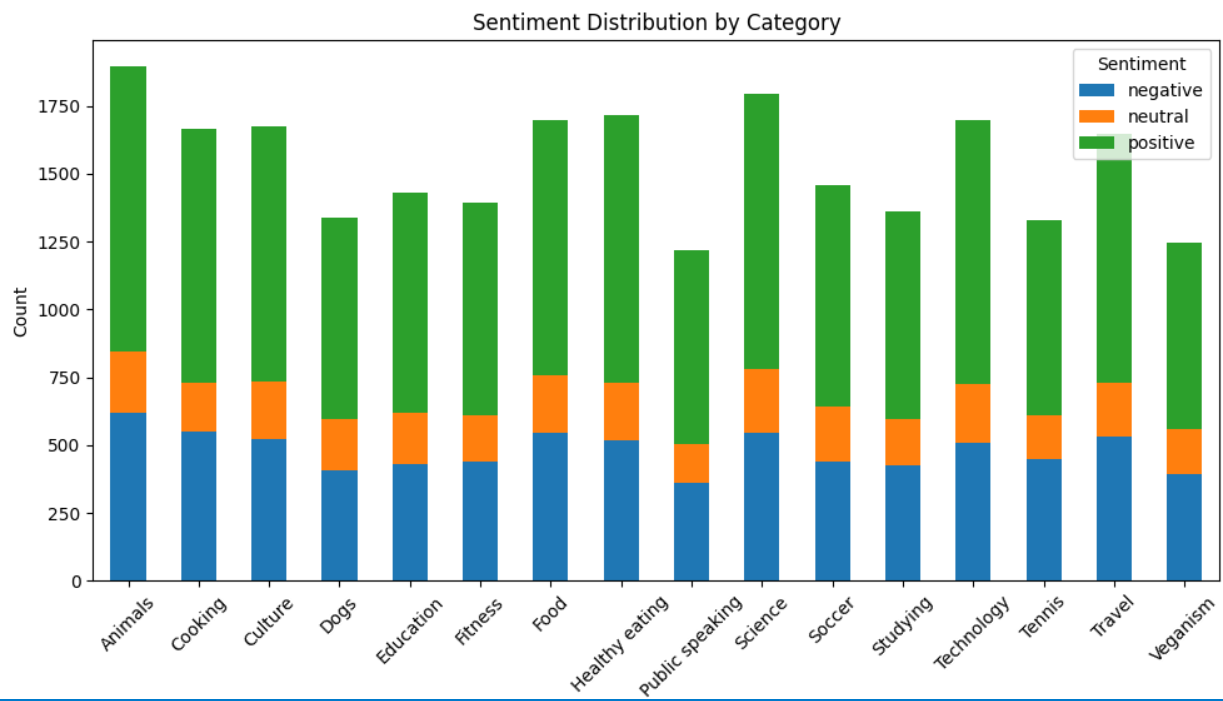 Sentiment Distribution by Category
Sentiment
negative
neutral
positive
Count
1750
1500
1250
1000
750
500
250
0
Animals
Cooking
Culture
Dogs
Education
Fitness
Food
Healthy eating
Public speaking
Science
Soccer
Studying
Technology
Tennis
Travel
Veganism